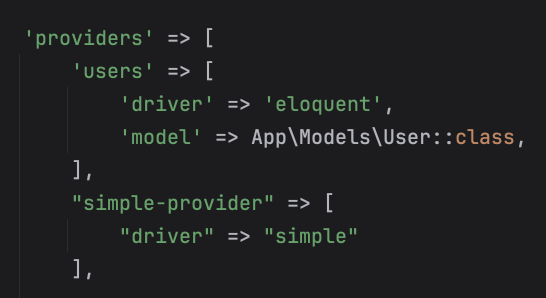 'providers' => [
'users' => [
'driver' => 'eloquent',
'model' => App\Models\User::class,
],
"simple-provider" => [
"driver" => "simple"
],